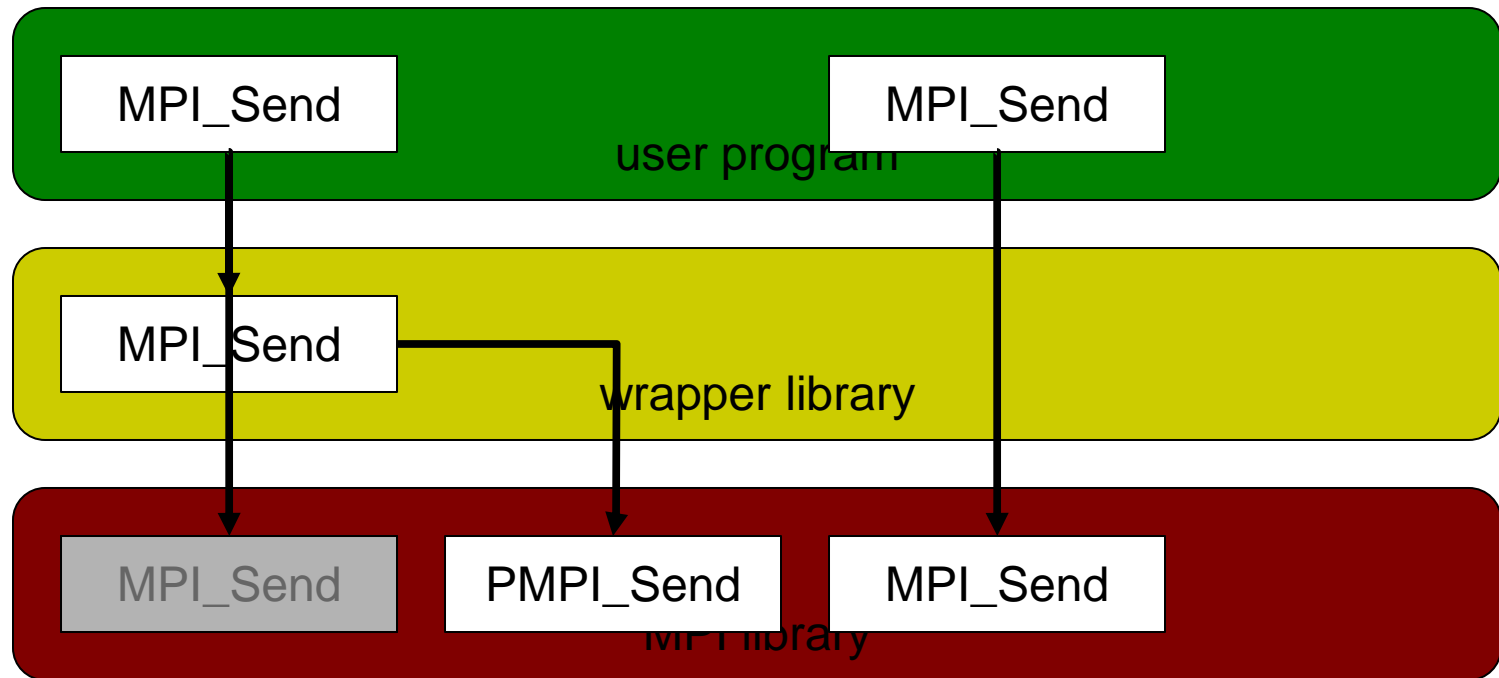 MPI_Send
MPI_Send
user program
MPI_Send
wrapper library
MPI_Send
PMPI_Send
MPI_Send
MPI library